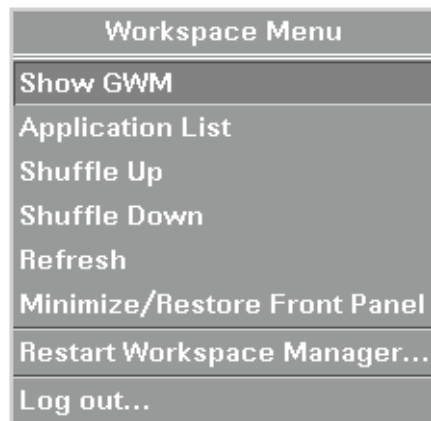 Workspace Menu
Show GWM
Application List
Shuffle Up
Shuffle Down
Refresh
Minimize/Restore Front Panel
Restart Workspace Manager...
Log out...